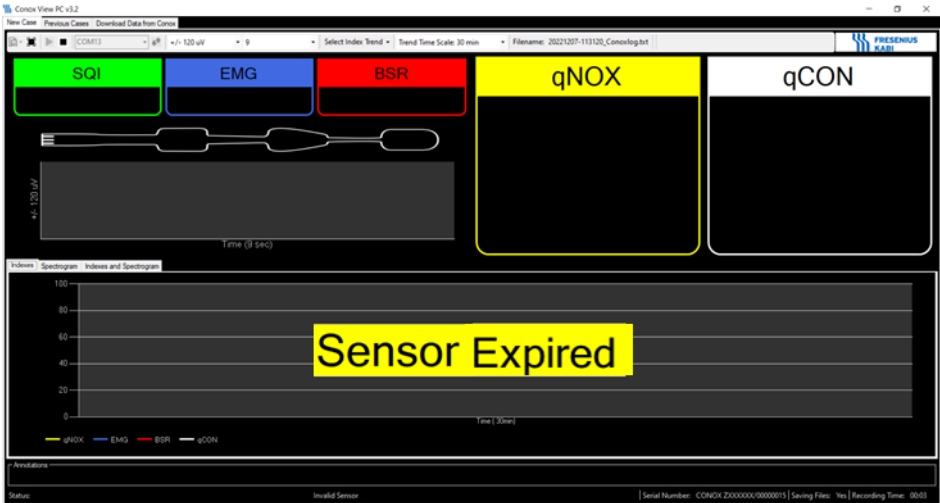 Conox View PC v3.2
New Case Previous Cases Download Data from Conox
COM13 +/- 120 uV 9 Select Index Trend Trend Time Scale: 30 min Filename: 20221207-113120_Conoxlog.txt FRESENIUS
KABI
SQI EMG BSR qNOX qCON
+/- 120 uV
Time (9 sec)
Indexes Spectrogram Indexes and Spectrogram
100
80
60
40
20
0
Sensor Expired
Time ( 30min)
qNOX EMG BSR qCON
Annotations
Status: Invalid Sensor Serial Number: CONOX ZXXXXXX/00000015 Saving Files: Yes Recording Time: 00:03